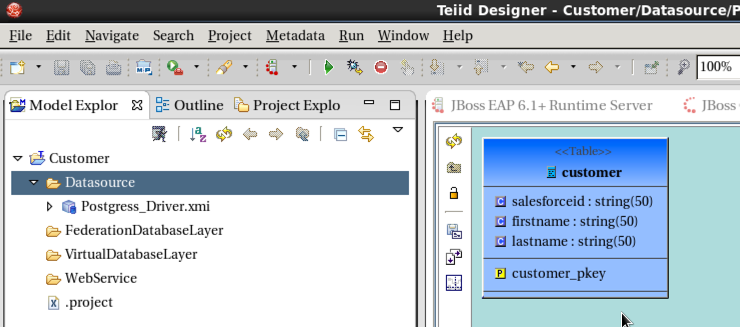 Teiid Designer - Customer/Datasource/P
File Edit Navigate Search Project Metadata Run Window Help
100%
Model Explor Outline Project Explo
JBoss EAP 6.1+ Runtime Server JBoss
Customer
Datasource
Postgress_Driver.xmi
FederationDatabaseLayer
VirtualDatabaseLayer
WebService
.project
<<Table>>
customer
salesforceid : string(50)
firstname : string(50)
lastname : string(50)
customer_pkey